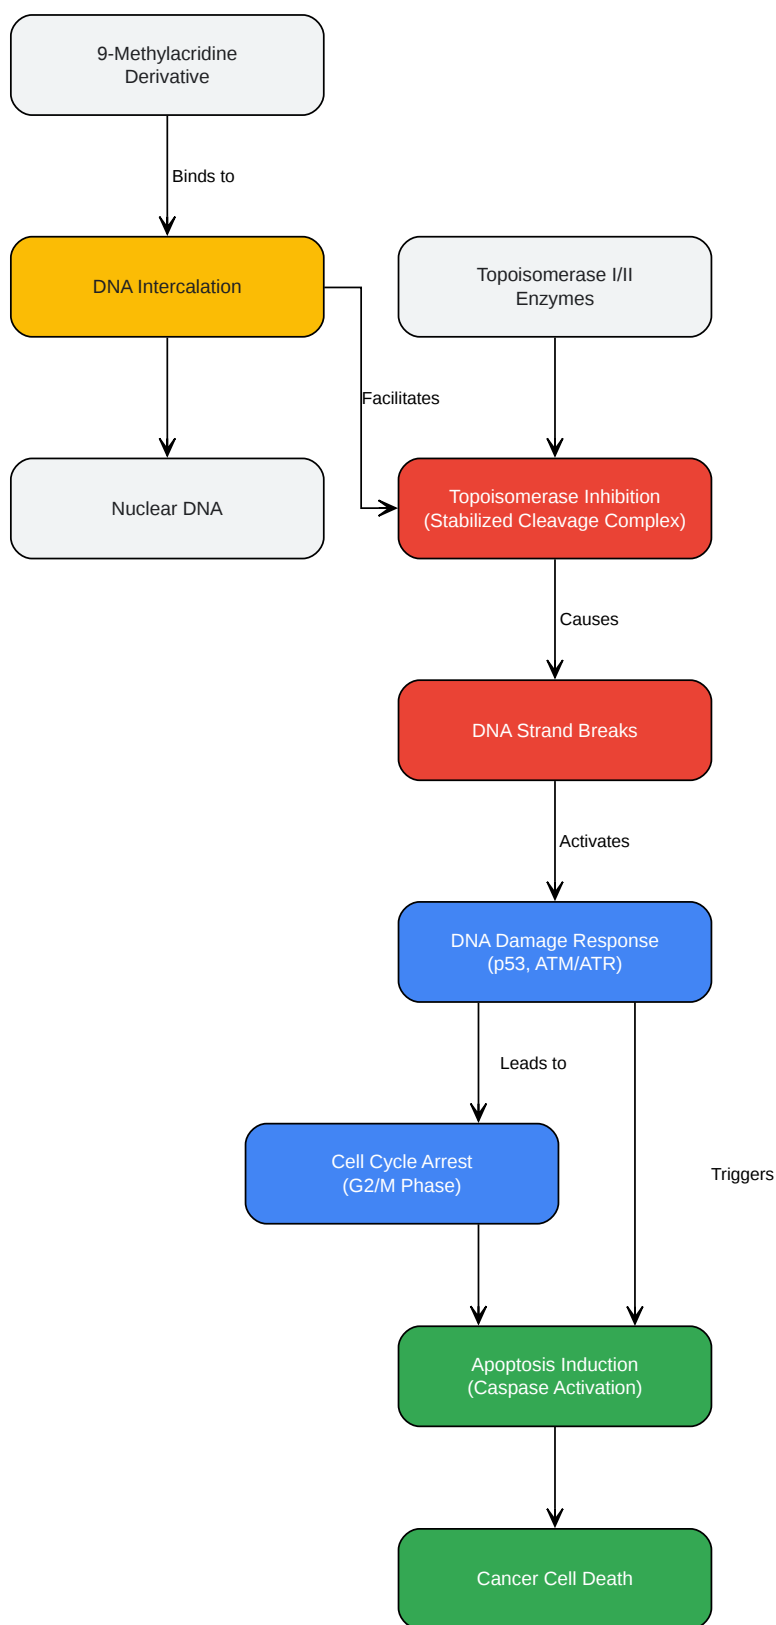 9-Methylacridine
Derivative
Binds to
DNA Intercalation
Topoisomerase I/II
Enzymes
Facilitates
Nuclear DNA
Topoisomerase Inhibition
(Stabilized Cleavage Complex)
Causes
DNA Strand Breaks
Activates
DNA Damage Response
(p53, ATM/ATR)
Leads to
Cell Cycle Arrest
(G2/M Phase)
Triggers
Apoptosis Induction
(Caspase Activation)
Cancer Cell Death